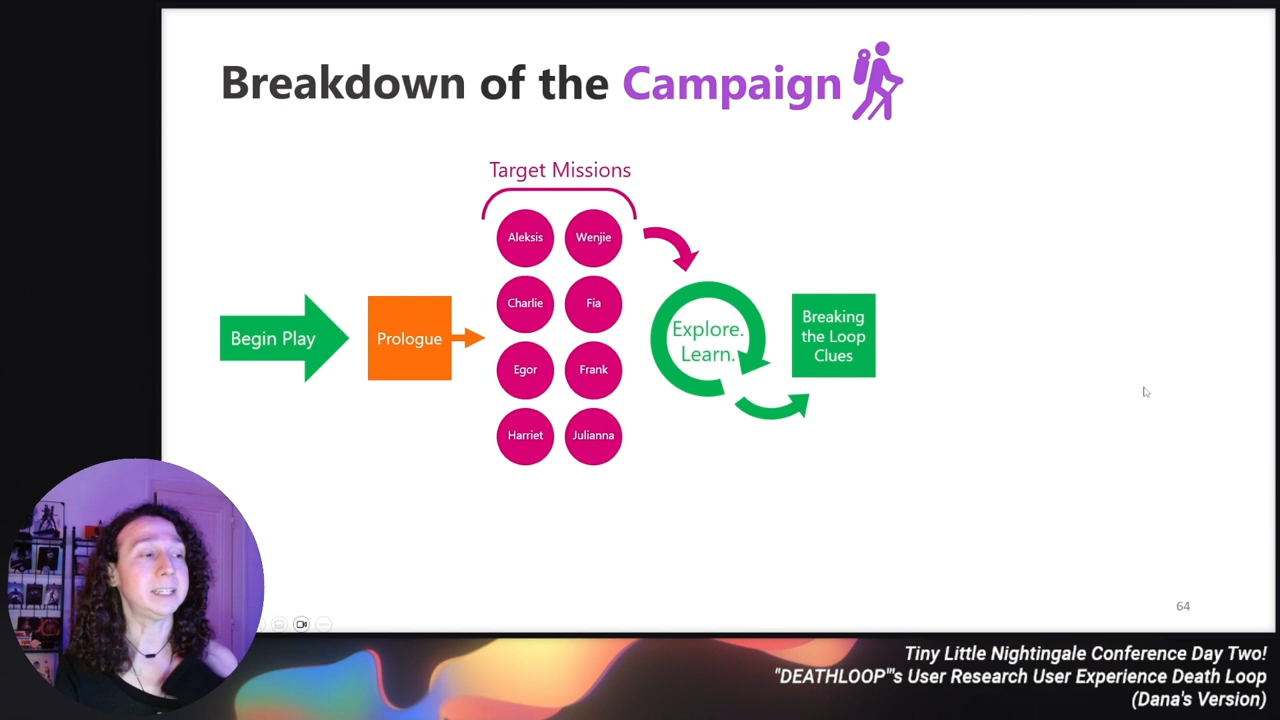 Breakdown of the Campaign
Target Missions
Aleksis
Wenjie
Charlie
Fia
Egor
Frank
Harriet
Julianna
Begin Play
Prologue
Explore.
Learn.
Breaking
the Loop
Clues
64
Tiny Little Nightingale Conference Day Two!
"DEATHLOOP"'s User Research User Experience Death Loop
(Dana's Version)